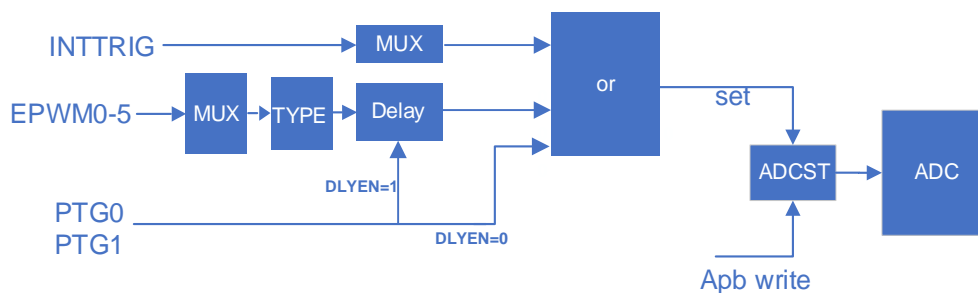 INTTRIG
MUX
or
set
EPWM0-5
MUX
TYPE
Delay
ADCST
ADC
DLYEN=1
PTG0
PTG1
DLYEN=0
Apb write